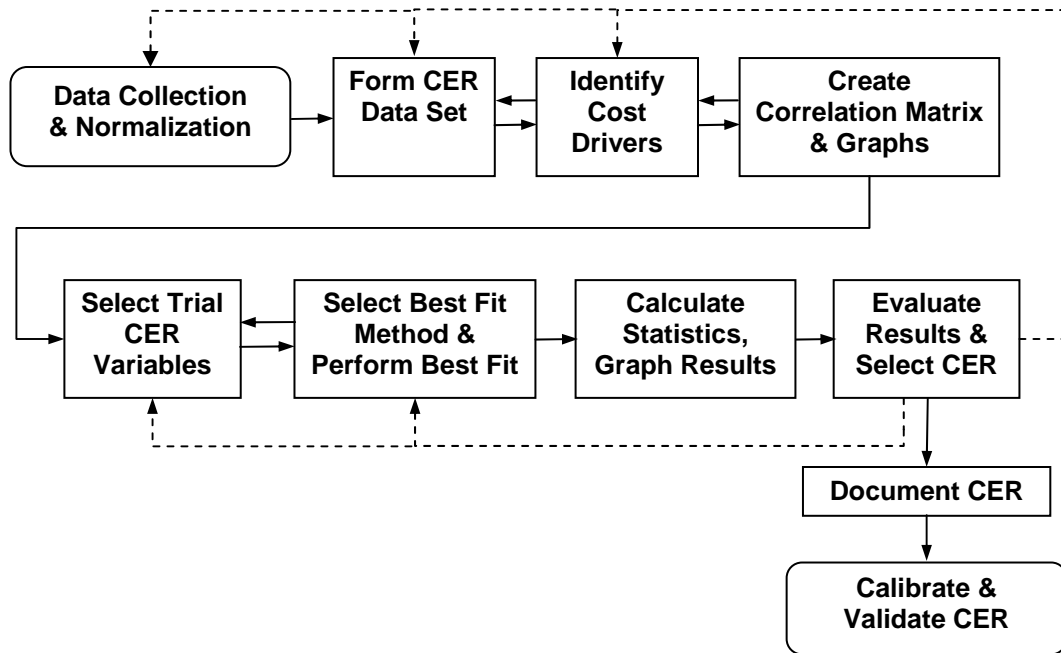 Data Collection
& Normalization
Form CER
Data Set
Identify
Cost
Drivers
Create
Correlation Matrix
& Graphs
Select Trial
CER
Variables
Select Best Fit
Method &
Perform Best Fit
Calculate
Statistics,
Graph Results
Evaluate
Results &
Select CER
Document CER
Calibrate &
Validate CER